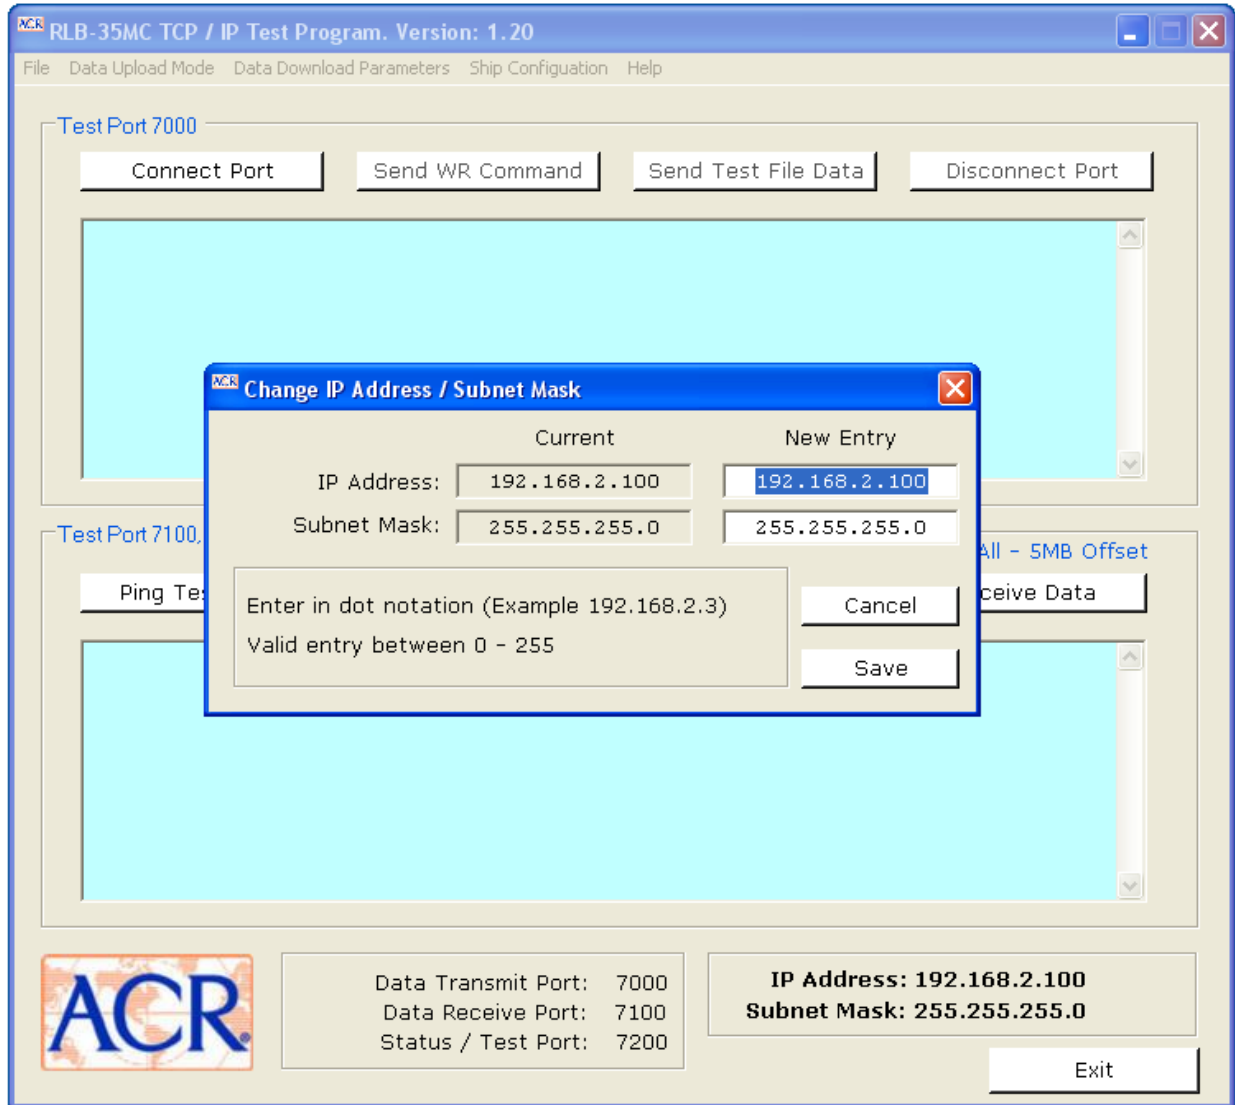 ACR RLB-35MC TCP / IP Test Program. Version: 1.20
File Data Upload Mode Data Download Parameters Ship Configuation Help
Test Port 7000
Connect Port Send WR Command Send Test File Data Disconnect Port
ACR Change IP Address / Subnet Mask
Current New Entry
IP Address: 192.168.2.100 192.168.2.100
Subnet Mask: 255.255.255.0 255.255.255.0
Enter in dot notation (Example 192.168.2.3)
Valid entry between 0 - 255
Cancel
Save
Test Port 7100, All - 5MB Offset
Ping Te ceive Data
ACR
Data Transmit Port: 7000
Data Receive Port: 7100
Status / Test Port: 7200
IP Address: 192.168.2.100
Subnet Mask: 255.255.255.0
Exit